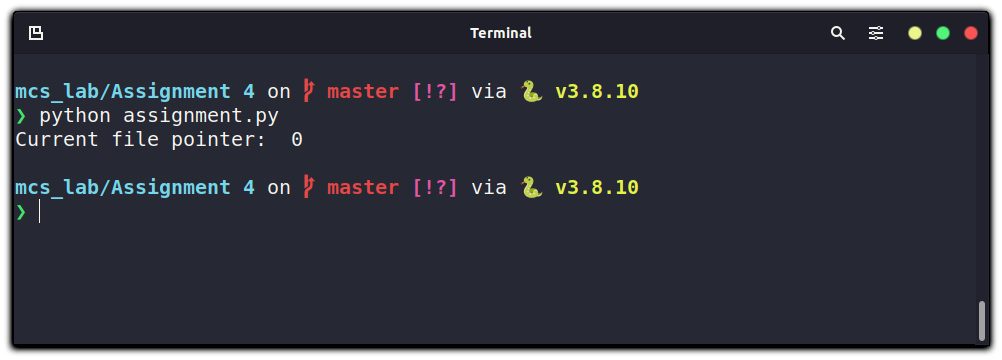 Terminal
mcs_lab/Assignment 4 on master [!?] via 🐍 v3.8.10
❯ python assignment.py
Current file pointer:  0
mcs_lab/Assignment 4 on master [!?] via 🐍 v3.8.10
❯